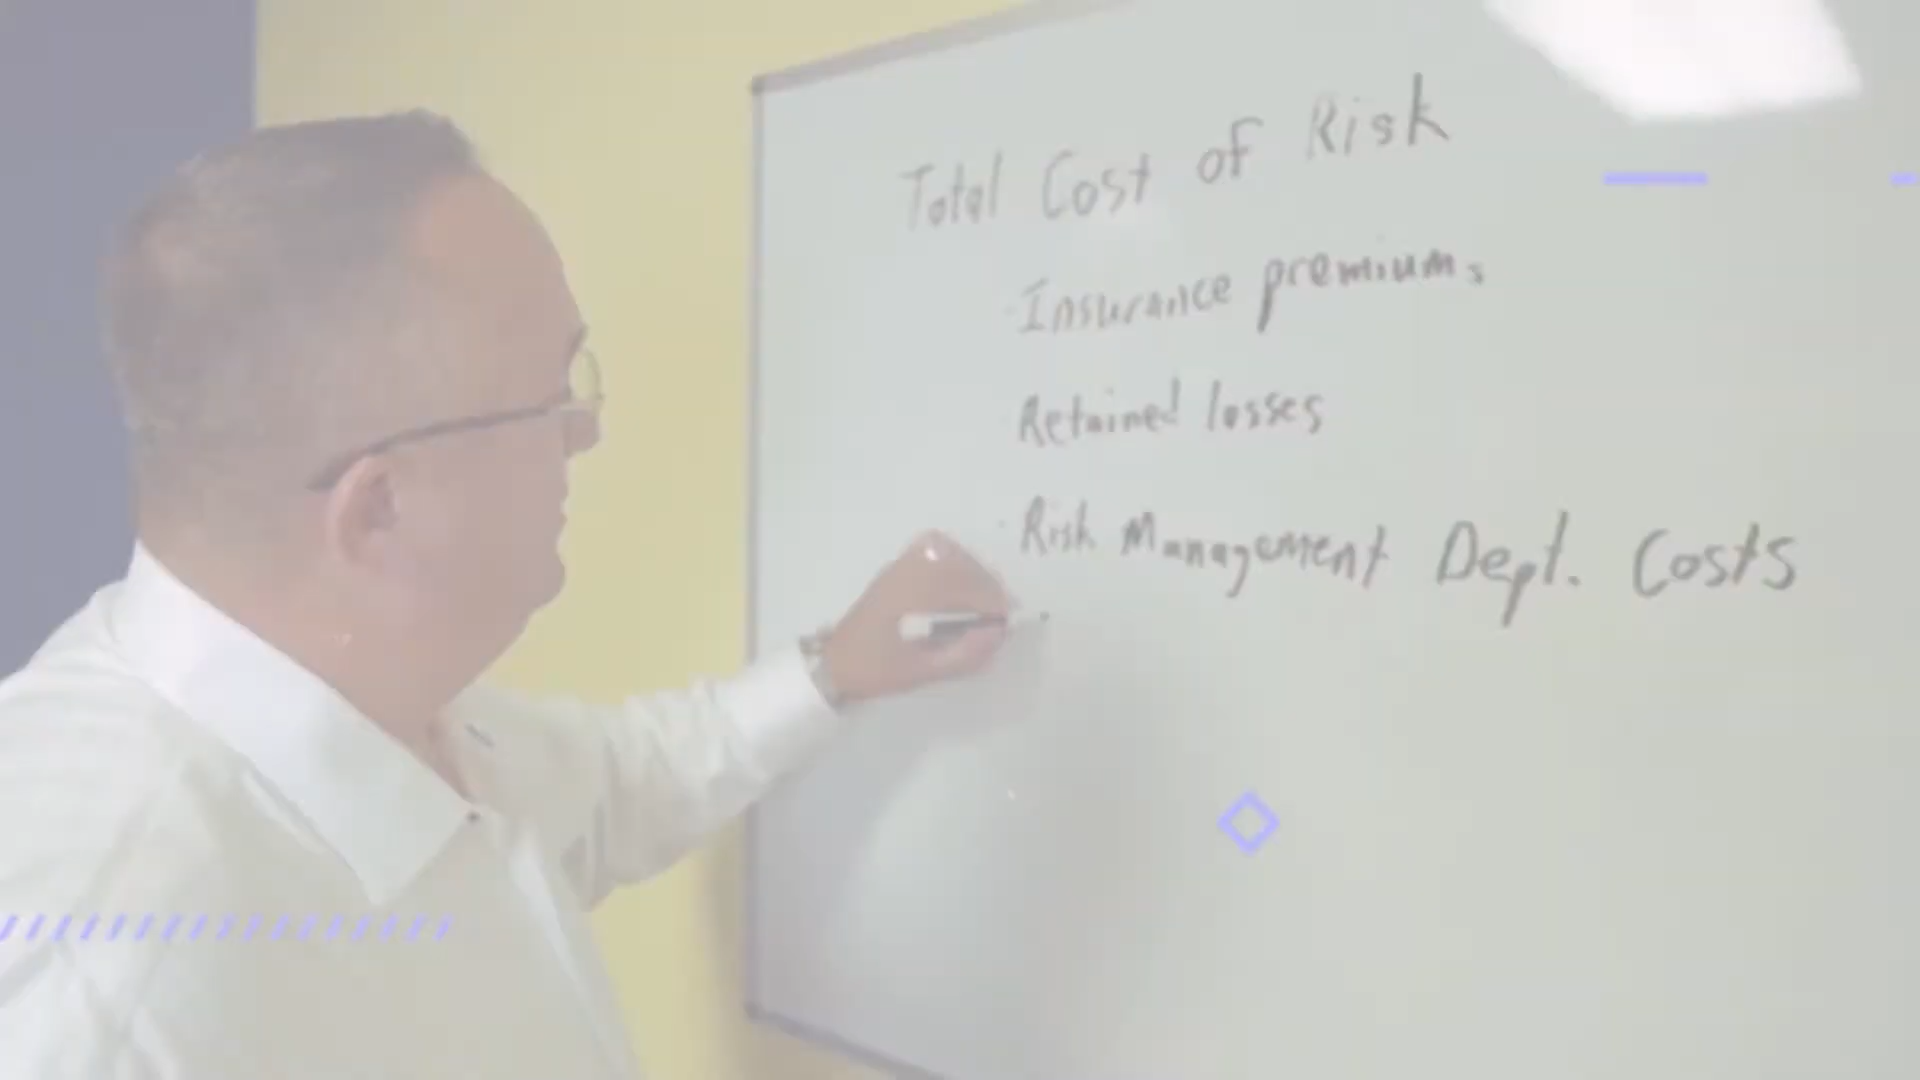 Total Cost of Risk
· Insurance premiums
· Retained losses
· Risk Management Dept. Costs